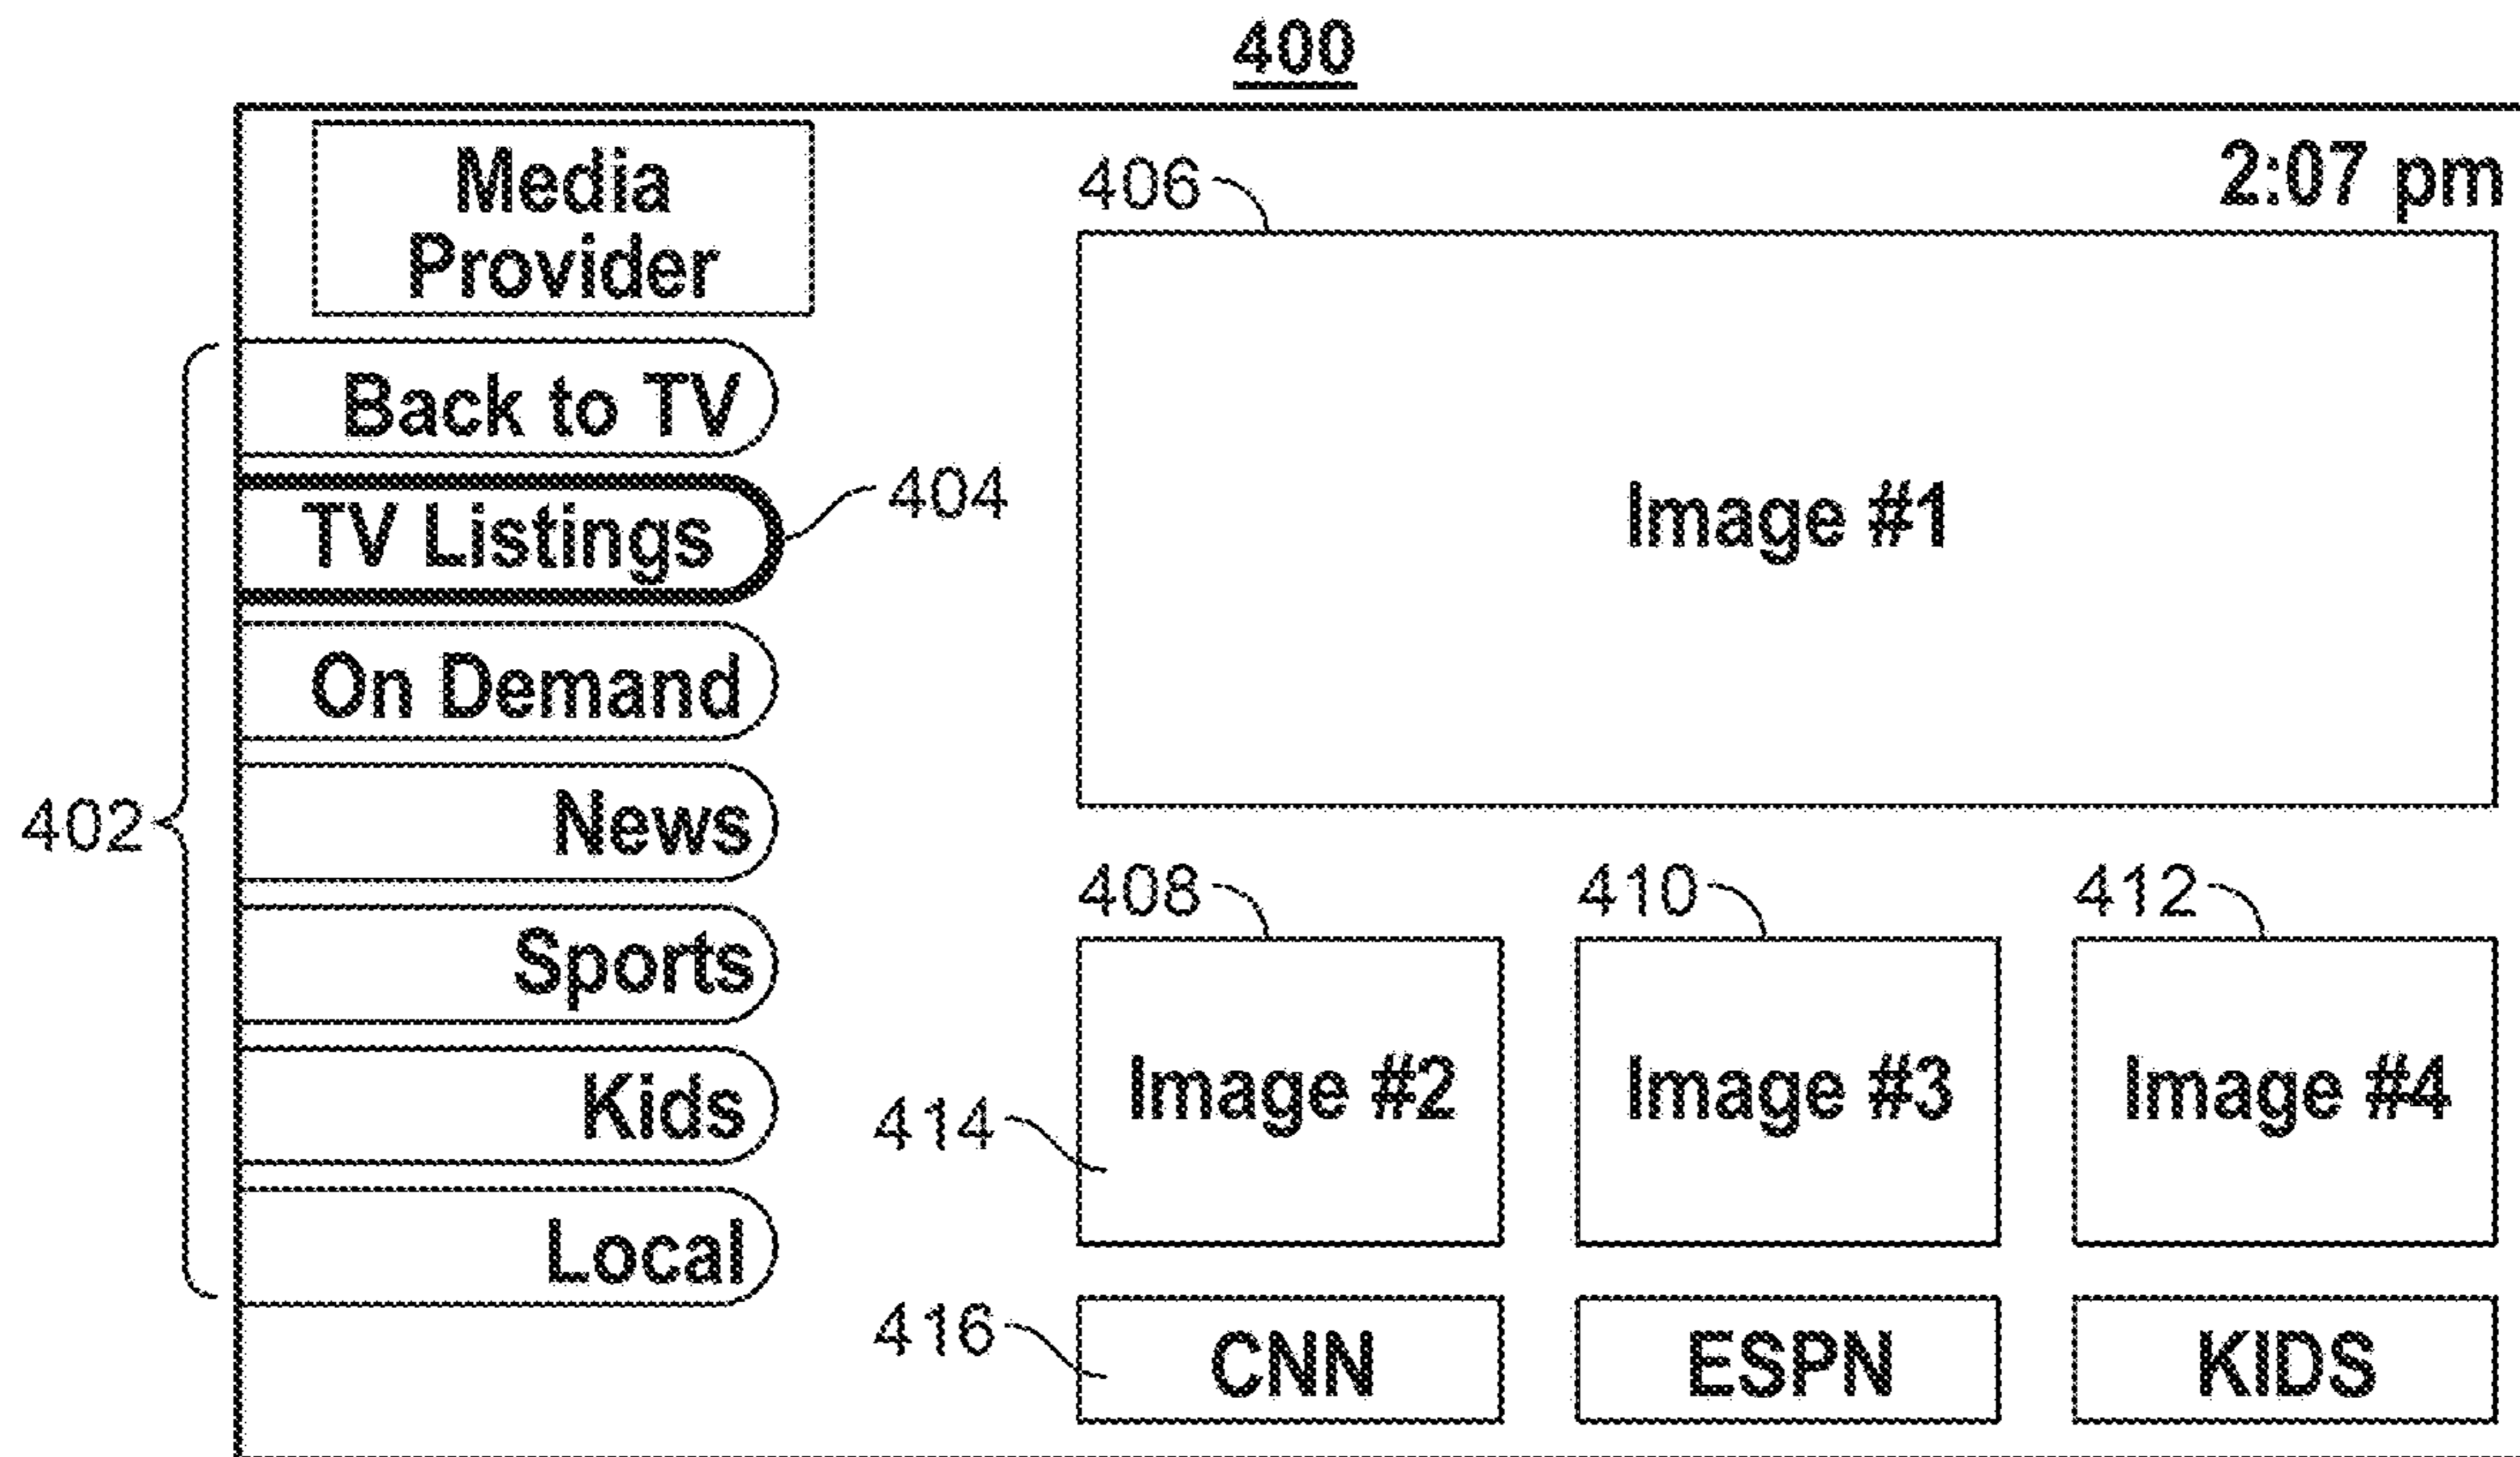 400
Media
Provider
2:07 pm
406
Back to TV
TV Listings
404
Image #1
On Demand
402
News
408
410
412
Sports
Kids
414
Image #2
Image #3
Image #4
Local
416
CNN
ESPN
KIDS